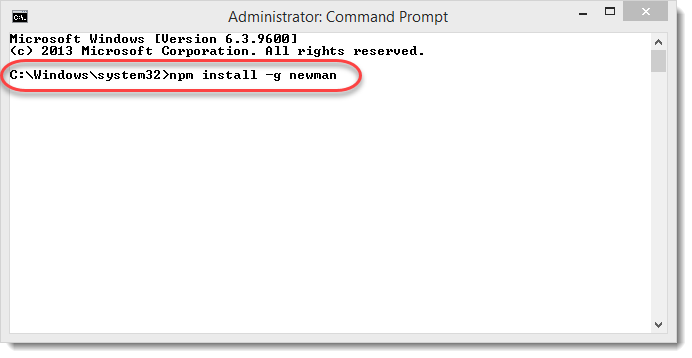 Administrator: Command Prompt
Microsoft Windows [Version 6.3.9600]
(c) 2013 Microsoft Corporation. All rights reserved.
C:\Windows\system32>npm install -g newman